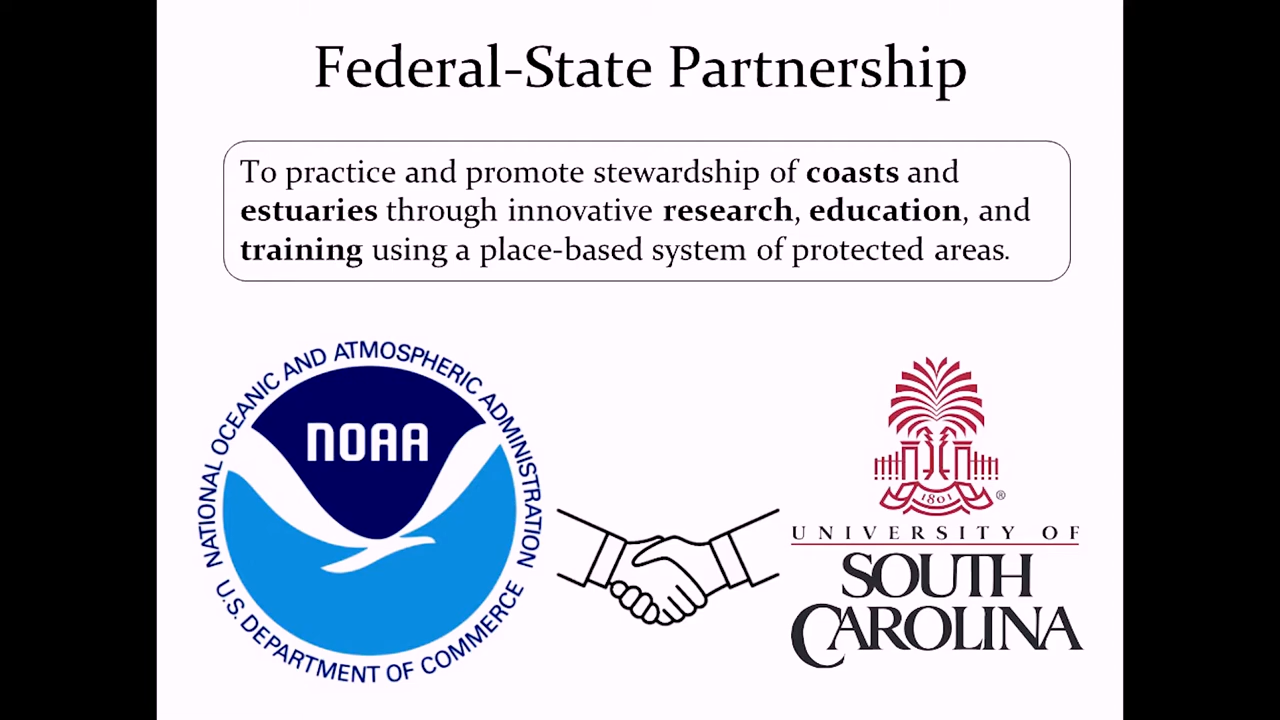 Federal-State Partnership
To practice and promote stewardship of coasts and
estuaries through innovative research, education, and
training using a place-based system of protected areas.
NATIONAL OCEANIC AND ATMOSPHERIC ADMINISTRATION
NOAA
U.S. DEPARTMENT OF COMMERCE
1801
®
UNIVERSITY OF
SOUTH
CAROLINA